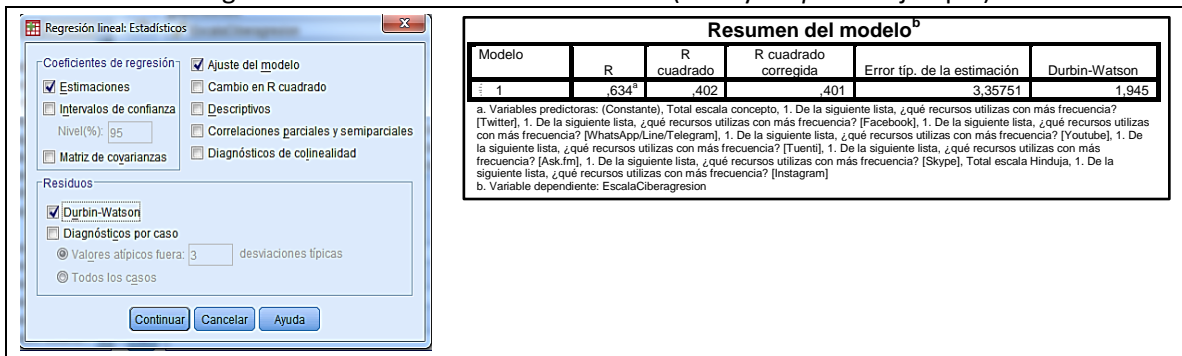 Regresión lineal: Estadísticos
Coeficientes de regresión
Estimaciones
Intervalos de confianza
Nivel(%): 95
Matriz de covarianzas
Ajuste del modelo
Cambio en R cuadrado
Descriptivos
Correlaciones parciales y semiparciales
Diagnósticos de colinealidad
Residuos
Durbin-Watson
Diagnósticos por caso
Valores atípicos fuera: 3 desviaciones típicas
Todos los casos
Continuar Cancelar Ayuda
Resumen del modelob
Modelo R R cuadrado R cuadrado corregida Error típ. de la estimación Durbin-Watson
1 ,634a ,402 ,401 3,35751 1,945
a. Variables predictoras: (Constante), Total escala concepto, 1. De la siguiente lista, ¿qué recursos utilizas con más frecuencia?
[Twitter], 1. De la siguiente lista, ¿qué recursos utilizas con más frecuencia? [Facebook], 1. De la siguiente lista, ¿qué recursos utilizas
con más frecuencia? [WhatsApp/Line/Telegram], 1. De la siguiente lista, ¿qué recursos utilizas con más frecuencia? [Youtube], 1. De
la siguiente lista, ¿qué recursos utilizas con más frecuencia? [Tuenti], 1. De la siguiente lista, ¿qué recursos utilizas con más
frecuencia? [Ask.fm], 1. De la siguiente lista, ¿qué recursos utilizas con más frecuencia? [Skype], Total escala Hinduja, 1. De la
siguiente lista, ¿qué recursos utilizas con más frecuencia? [Instagram]
b. Variable dependiente: EscalaCiberagresion